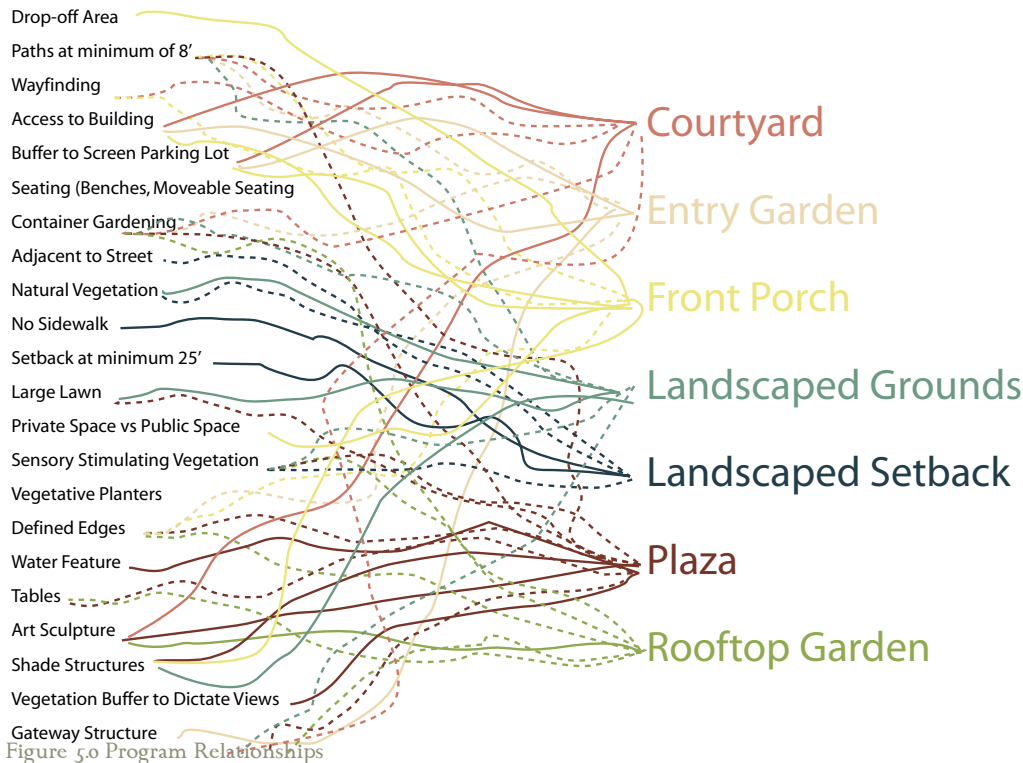 Drop-off Area
Paths at minimum of 8’
Wayfinding
Access to Building
Buffer to Screen Parking Lot
Seating (Benches, Moveable Seating
Container Gardening
Adjacent to Street
Natural Vegetation
No Sidewalk
Setback at minimum 25’
Large Lawn
Private Space vs Public Space
Sensory Stimulating Vegetation
Vegetative Planters
Defined Edges
Water Feature
Tables
Art Sculpture
Shade Structures
Vegetation Buffer to Dictate Views
Gateway Structure
Courtyard
Entry Garden
Front Porch
Landscaped Grounds
Landscaped Setback
Plaza
Rooftop Garden
Figure 5.0 Program Relationships